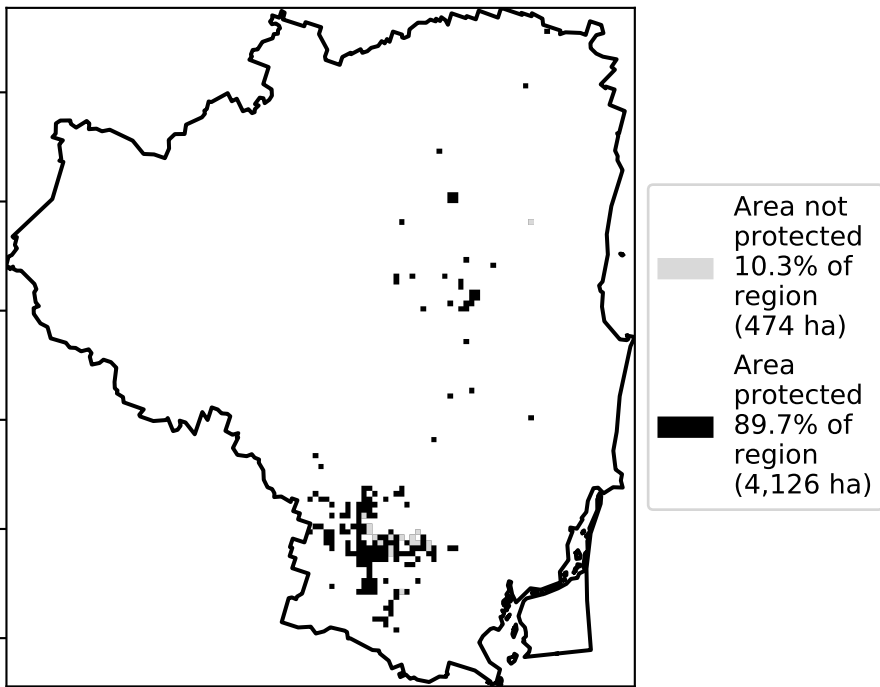 Area not
protected
10.3% of
region
(474 ha)
Area
protected
89.7% of
region
(4,126 ha)